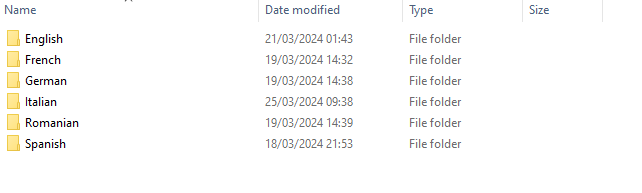 Name Date modified Type Size
English 21/03/2024 01:43 File folder
French 19/03/2024 14:32 File folder
German 19/03/2024 14:38 File folder
Italian 25/03/2024 09:38 File folder
Romanian 19/03/2024 14:39 File folder
Spanish 18/03/2024 21:53 File folder